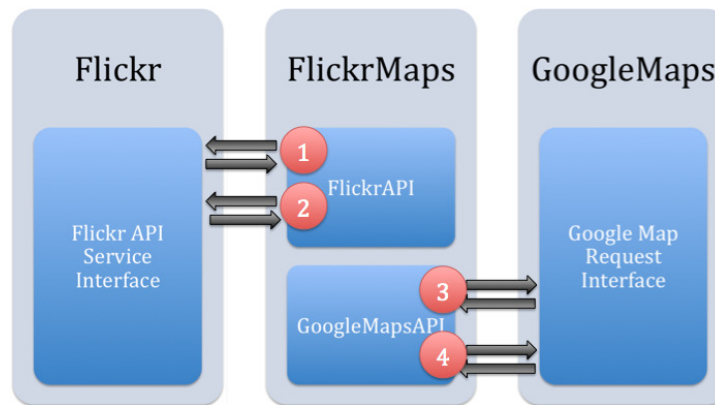 Flickr
FlickrMaps
GoogleMaps
1
FlickrAPI
2
Flickr API
Service
Interface
Google Map
Request
Interface
3
GoogleMapsAPI
4